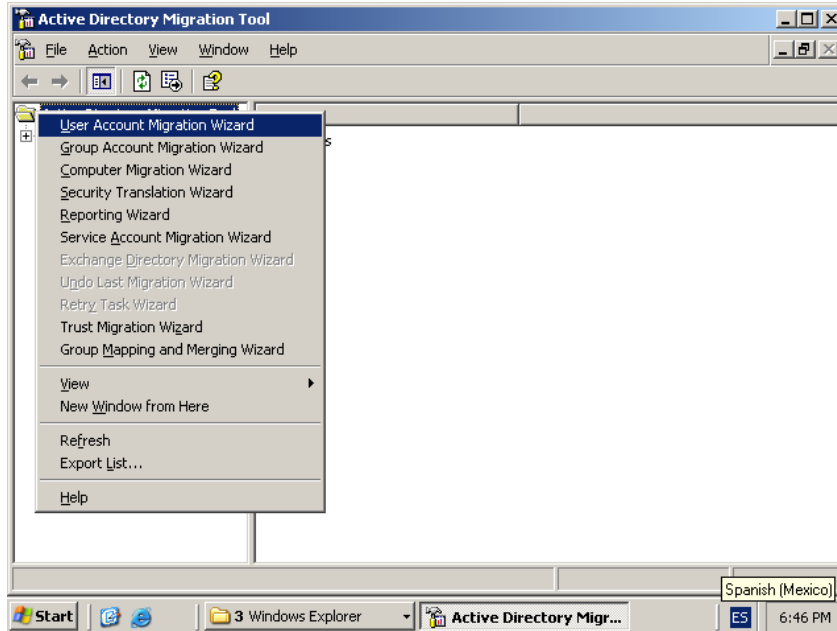 Active Directory Migration Tool
File Action View Window Help
User Account Migration Wizard
Group Account Migration Wizard
Computer Migration Wizard
Security Translation Wizard
Reporting Wizard
Service Account Migration Wizard
Exchange Directory Migration Wizard
Undo Last Migration Wizard
Retry Task Wizard
Trust Migration Wizard
Group Mapping and Merging Wizard
View
New Window from Here
Refresh
Export List...
Help
Spanish (Mexico)
Start 3 Windows Explorer Active Directory Migr... ES 6:46 PM